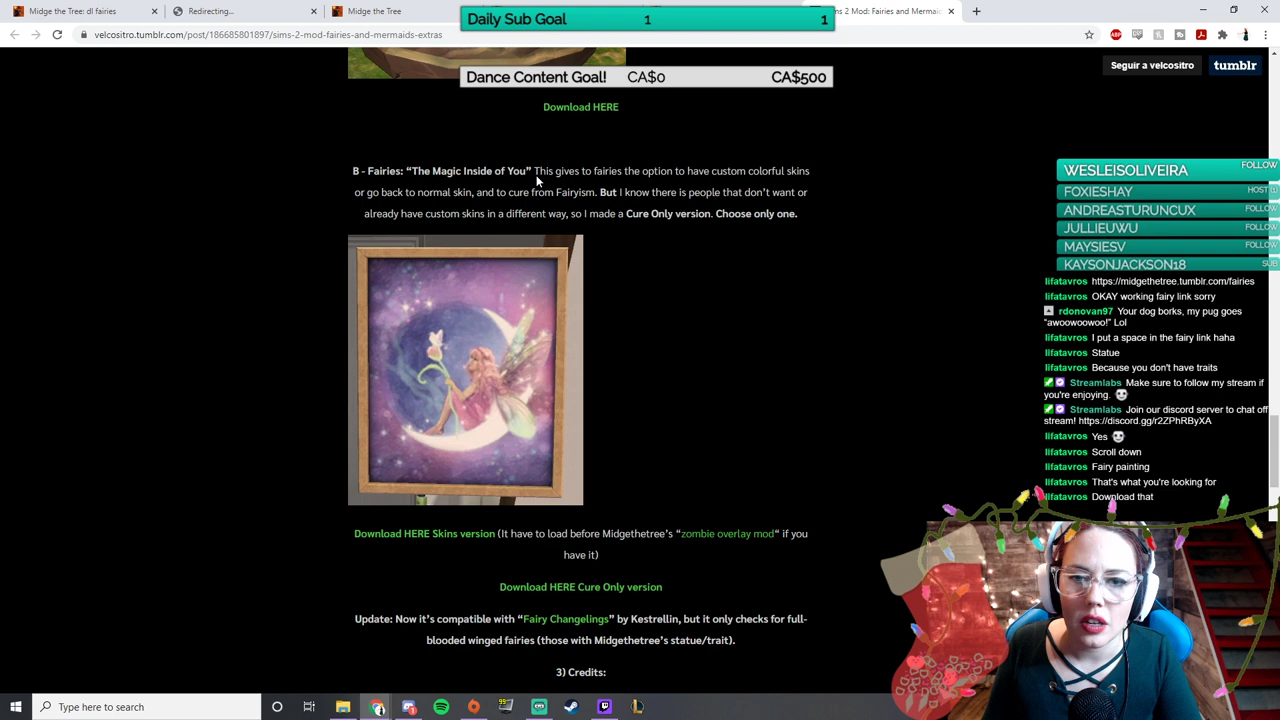 Midge the Tree: dl fairies
Redirecting...
Midge the Tree
s 2 Mod: Fairies and Mermaid
Daily Sub Goal 1 1
velcositro.tumblr.com/post/186685801897/sims-2-mod-fairies-and-mermaids-extras
Dance Content Goal! CA$0 CA$500
Seguir a velcositro tumblr
Download HERE
B - Fairies: “The Magic Inside of You” This gives to fairies the option to have custom colorful skins
or go back to normal skin, and to cure from Fairyism. But I know there is people that don’t want or
already have custom skins in a different way, so I made a Cure Only version. Choose only one.
Download HERE Skins version (It have to load before Midgethetree’s “zombie overlay mod“ if you
have it)
Download HERE Cure Only version
Update: Now it’s compatible with “Fairy Changelings” by Kestrellin, but it only checks for full-
blooded winged fairies (those with Midgethetree’s statue/trait).
3) Credits:
WESLEISOLIVEIRA FOLLOW
FOXIESHAY HOST (1)
ANDREASTURUNCUX FOLLOW
JULLIEUWU FOLLOW
MAYSIESV FOLLOW
KAYSONJACKSON18 SUB
lifatavros https://midgethetree.tumblr.com/fairies
lifatavros OKAY working fairy link sorry
rdonovan97 Your dog borks, my pug goes
"awoowoowoo!" Lol
lifatavros I put a space in the fairy link haha
lifatavros Statue
lifatavros Because you don't have traits
Streamlabs Make sure to follow my stream if
you're enjoying.
Streamlabs Join our discord server to chat off
stream! https://discord.gg/r2ZPhRByXA
lifatavros Yes
lifatavros Scroll down
lifatavros Fairy painting
lifatavros That's what you're looking for
lifatavros Download that
Type here to search